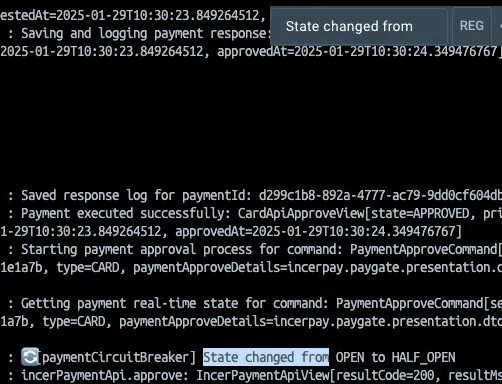 estedAt=2025-01-29T10:30:23.849264512,
State changed from
REG
: Saving and logging payment response:
2025-01-29T10:30:23.849264512, approvedAt=2025-01-29T10:30:24.349476767]
: Saved response log for paymentId: d299c1b8-892a-4777-ac79-9dd0cf604db
: Payment executed successfully: CardApiApproveView[state=APPROVED, pri
1-29T10:30:23.849264512, approvedAt=2025-01-29T10:30:24.349476767]
: Starting payment approval process for command: PaymentApproveCommand[
1e1a7b, type=CARD, paymentApproveDetails=incerpay.paygate.presentation.d
: Getting payment real-time state for command: PaymentApproveCommand[se
1a7b, type=CARD, paymentApproveDetails=incerpay.paygate.presentation.dto
: [paymentCircuitBreaker] State changed from OPEN to HALF_OPEN
: incerPaymentApi.approve: IncerPaymentApiView[resultCode=200, resultMs